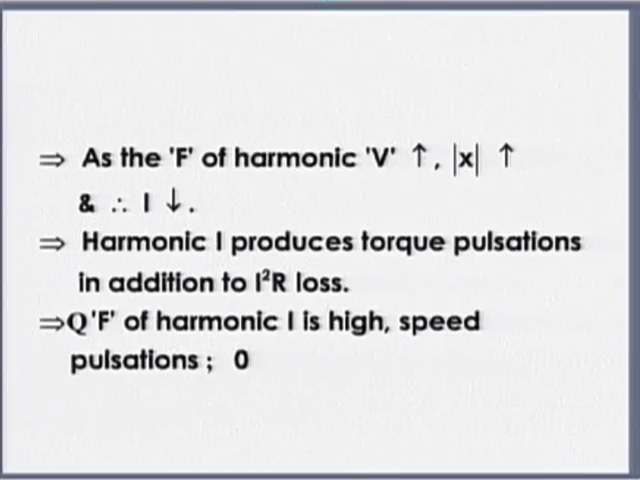 ⇒ As the 'F' of harmonic 'V' ↑, |x| ↑
& ∴ I ↓.
⇒ Harmonic I produces torque pulsations
in addition to I²R loss.
⇒Q 'F' of harmonic I is high, speed
pulsations ; 0